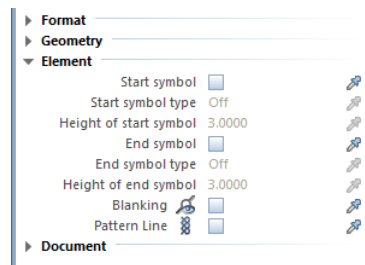 Format
Geometry
Element
Start symbol
Start symbol type Off
Height of start symbol 3.0000
End symbol
End symbol type Off
Height of end symbol 3.0000
Blanking
Pattern Line
Document